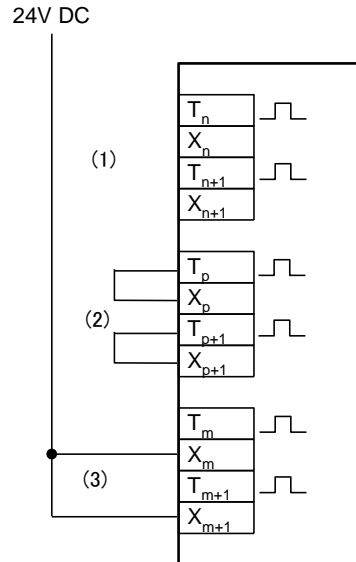 24V DC
(1)
Tn
Xn
Tn+1
Xn+1
(2)
Tp
Xp
Tp+1
Xp+1
(3)
Tm
Xm
Tm+1
Xm+1